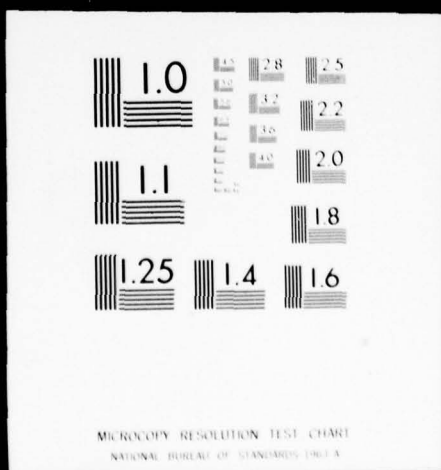 1.0 2.8 2.5
3.2 2.2
3.6
4.0 2.0
1.1
1.8
1.25 1.4 1.6
MICROCOPY RESOLUTION TEST CHART
NATIONAL BUREAU OF STANDARDS-1963-A